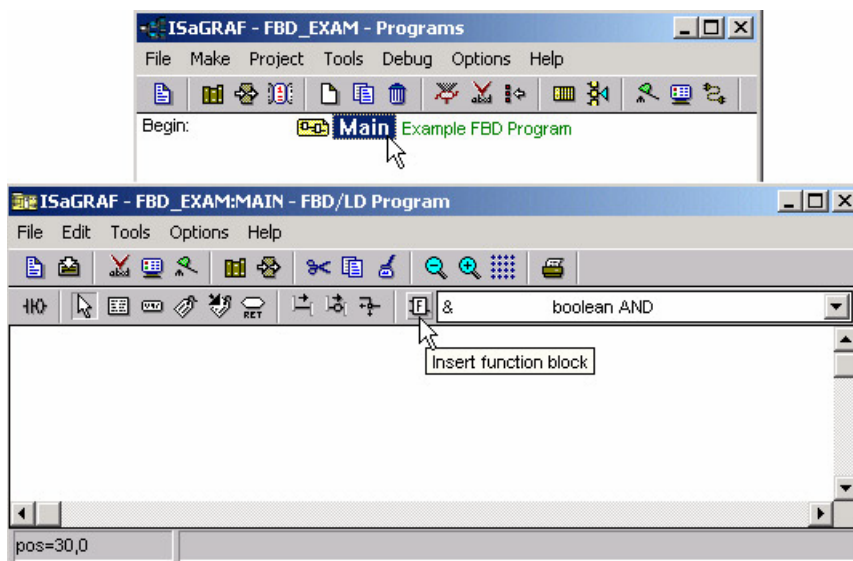 ISaGRAF - FBD_EXAM - Programs
File Make Project Tools Debug Options Help
Begin: Main Example FBD Program
ISaGRAF - FBD_EXAM:MAIN - FBD/LD Program
File Edit Tools Options Help
RET F & boolean AND
Insert function block
pos=30,0